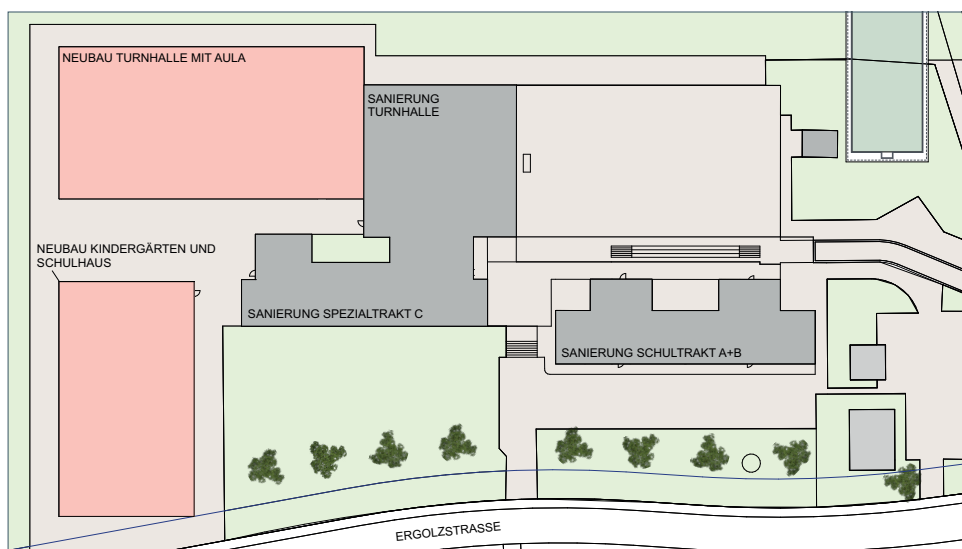 NEUBAU TURNHALLE MIT AULA
SANIERUNG
TURNHALLE
NEUBAU KINDERGÄRTEN UND
SCHULHAUS
SANIERUNG SPEZIALTRAKT C
SANIERUNG SCHULTRAKT A+B
ERGOLZSTRASSE